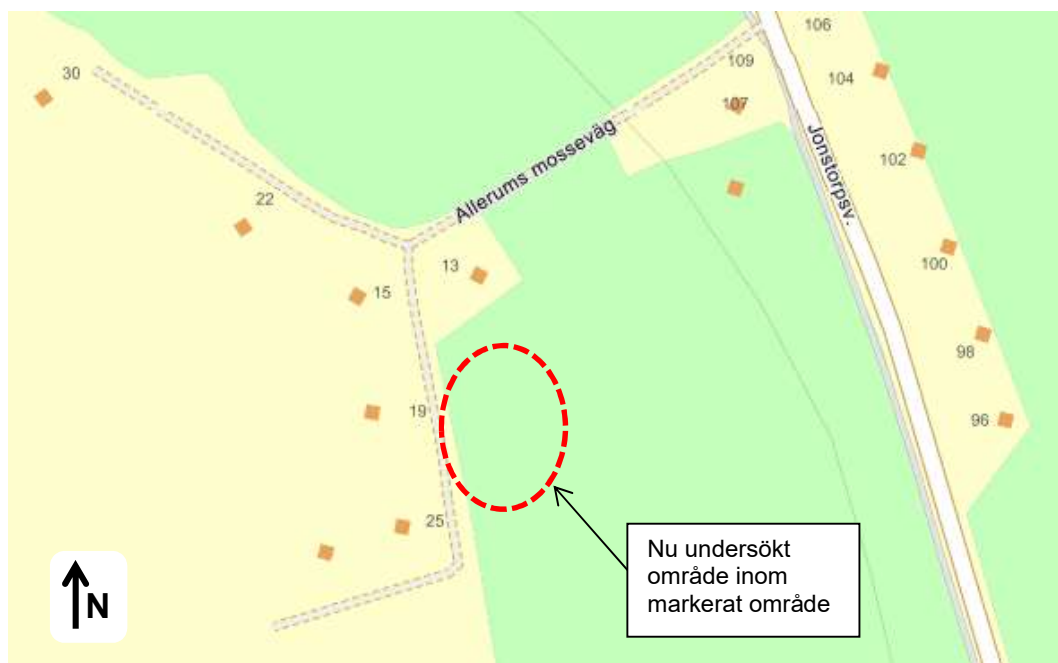 106
30
109
104
107
Jonstorpsv.
102
Allerums mosseväg
22
13
100
15
98
19
96
25
Nu undersökt
område inom
markerat område
N